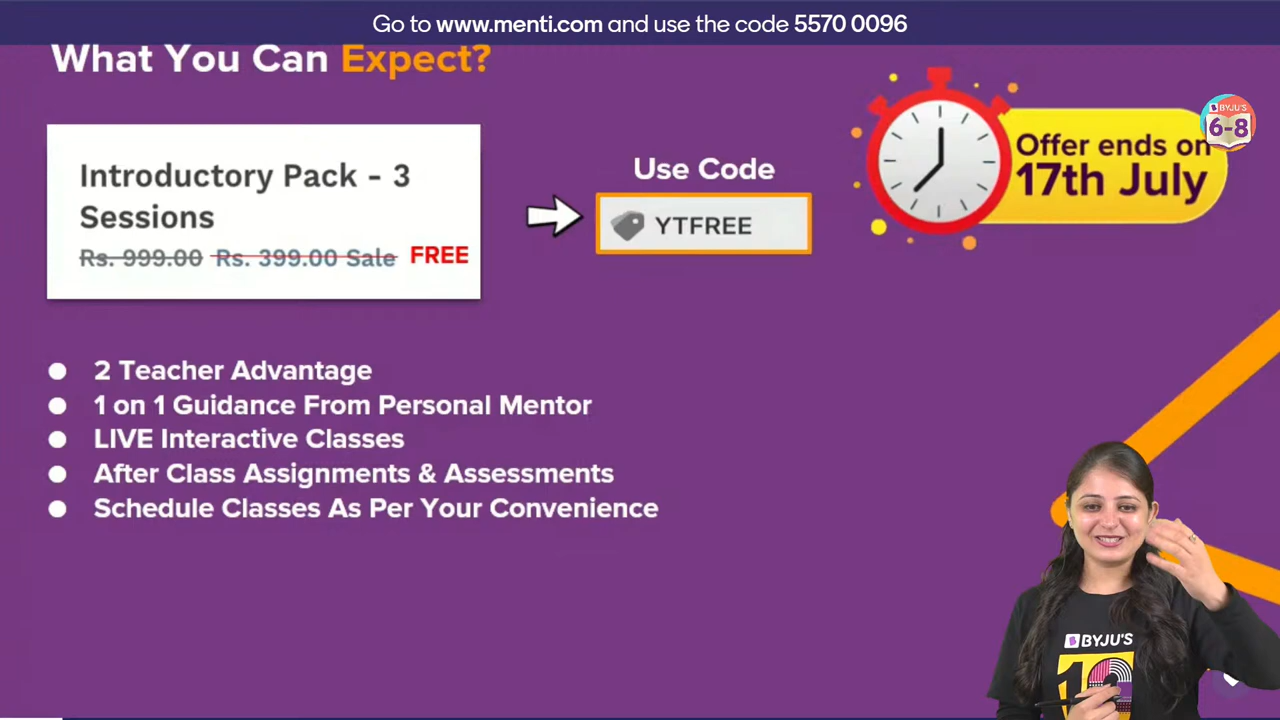 Go to www.menti.com and use the code 5570 0096
What You Can Expect?
Introductory Pack - 3
Sessions
Rs. 999.00 Rs. 399.00 Sale FREE
Use Code
YTFREE
Offer ends on
17th July
BYJU'S
6-8
2 Teacher Advantage
1 on 1 Guidance From Personal Mentor
LIVE Interactive Classes
After Class Assignments & Assessments
Schedule Classes As Per Your Convenience
BYJU'S